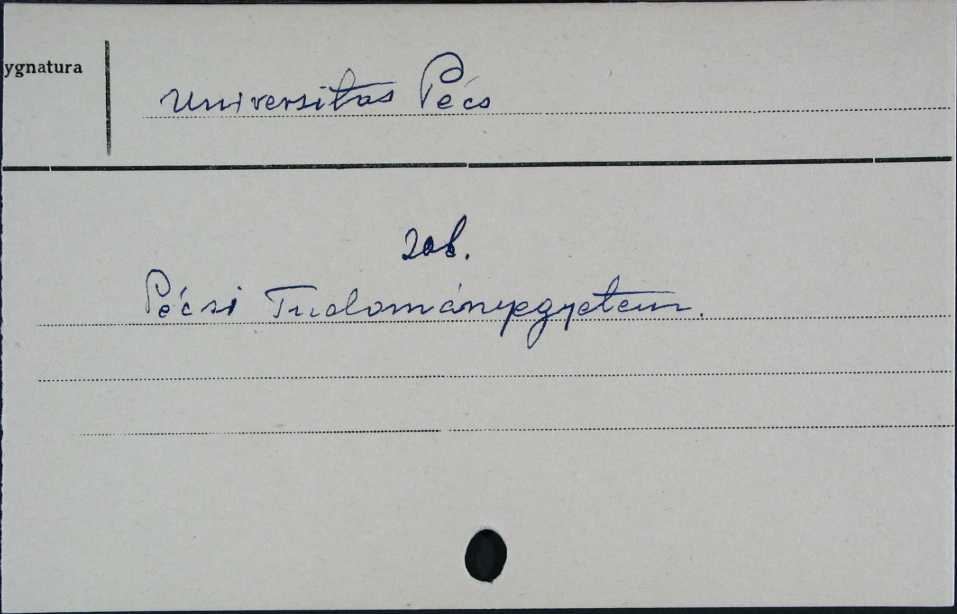 ygnatura
Universitas Pécs
zob.
Pécsi Tudományegyetem.